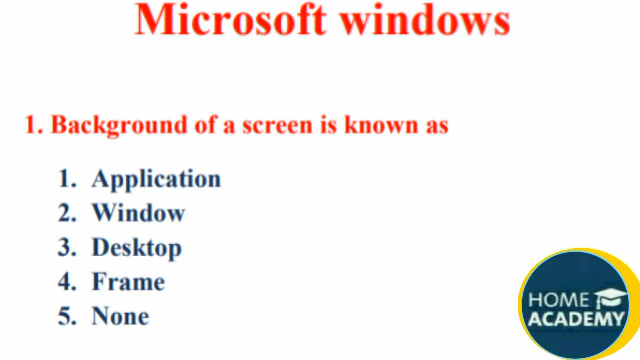 Microsoft windows
1. Background of a screen is known as
1. Application
2. Window
3. Desktop
4. Frame
5. None
HOME
ACADEMY